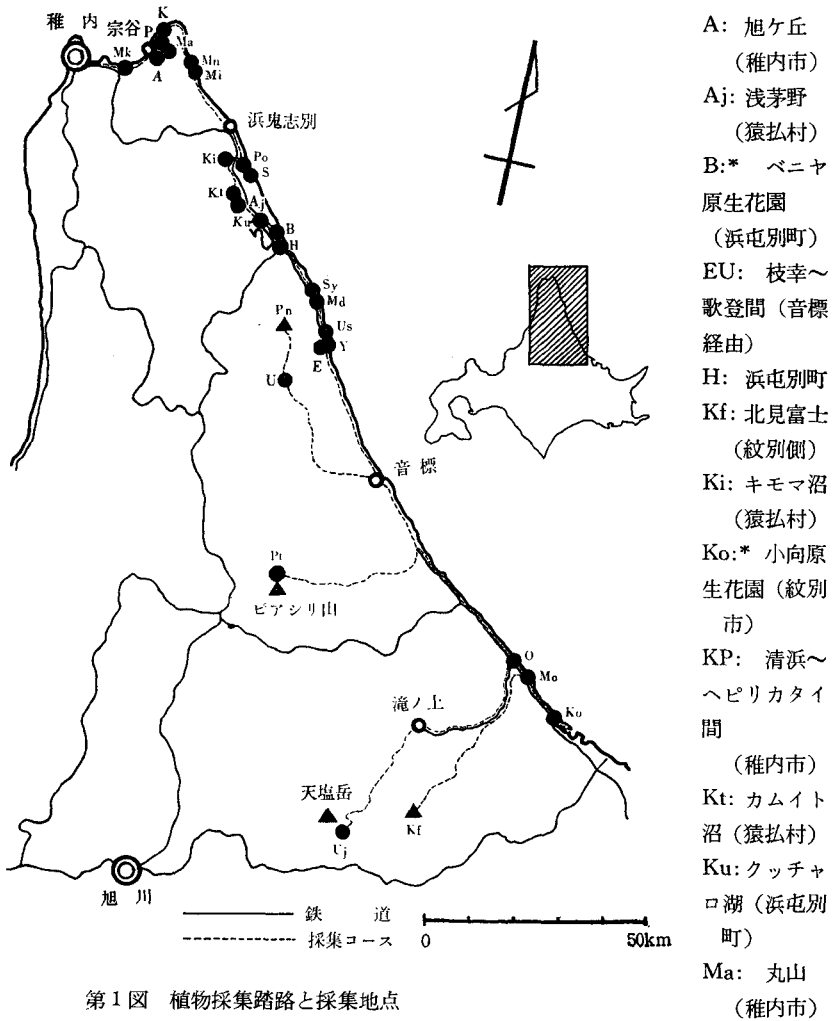 稚内
宗谷
K
P
Ma
A
Mk
Mn
Mi
浜鬼志別
Ki
Po
S
Kt
Ku
Aj
B
H
Sy
Md
Pn
Us
Y
E
U
音標
Pt
ピアシリ山
O
Mo
Ko
滝ノ上
天塩岳
Uj
Kf
旭川
鉄道
採集コース
0
50km
第1図 植物採集踏路と採集地点
A: 旭ケ丘
(稚内市)
Aj: 浅茅野
(猿払村)
B:* ベニヤ
原生花園
(浜屯別町)
EU: 枝幸〜
歌登間(音標
経由)
H: 浜屯別町
Kf: 北見富士
(紋別側)
Ki: キモマ沼
(猿払村)
Ko:* 小向原
生花園(紋別
市)
KP: 清浜〜
ヘピリカタイ
間
(稚内市)
Kt: カムイト
沼(猿払村)
Ku: クッチャ
ロ湖(浜屯別
町)
Ma: 丸山
(稚内市)